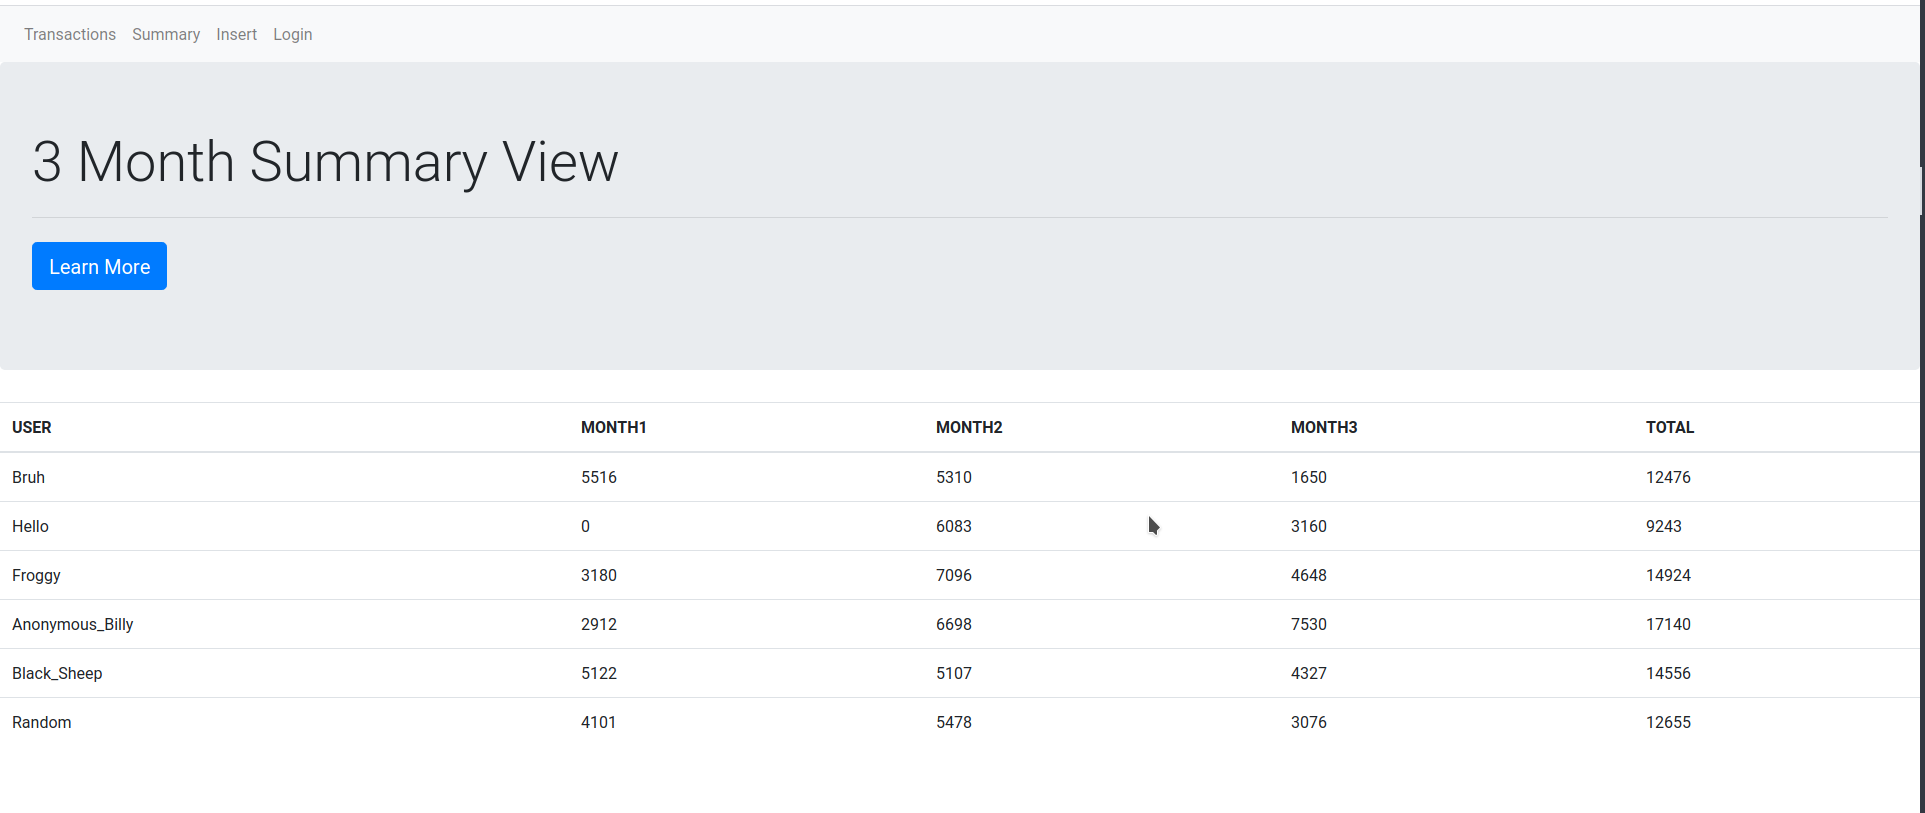 Transactions Summary Insert Login
3 Month Summary View
Learn More
USER MONTH1 MONTH2 MONTH3 TOTAL
Bruh 5516 5310 1650 12476
Hello 0 6083 3160 9243
Froggy 3180 7096 4648 14924
Anonymous_Billy 2912 6698 7530 17140
Black_Sheep 5122 5107 4327 14556
Random 4101 5478 3076 12655